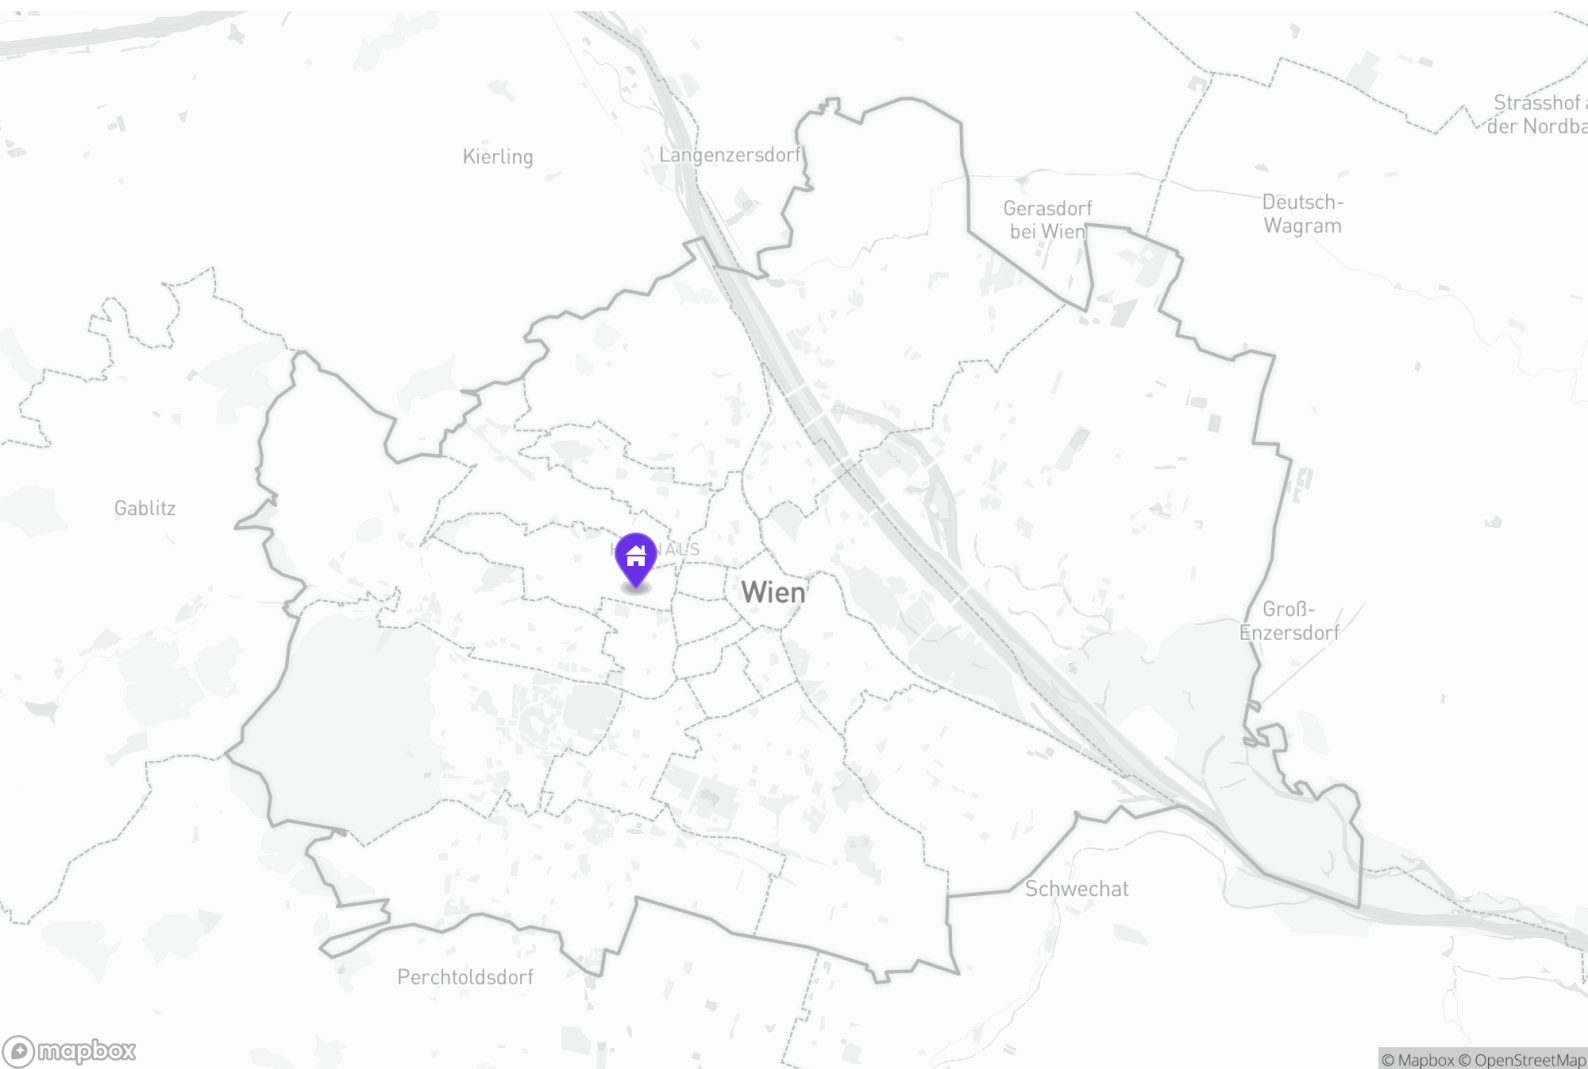 Strasshof a
der Nordba
Kierling
Langenzersdorf
Gerasdorf
bei Wien
Deutsch-
Wagram
Gablitz
NALS
Wien
Groß-
Enzersdorf
Schwechat
Perchtoldsdorf
mapbox
© Mapbox © OpenStreetMap